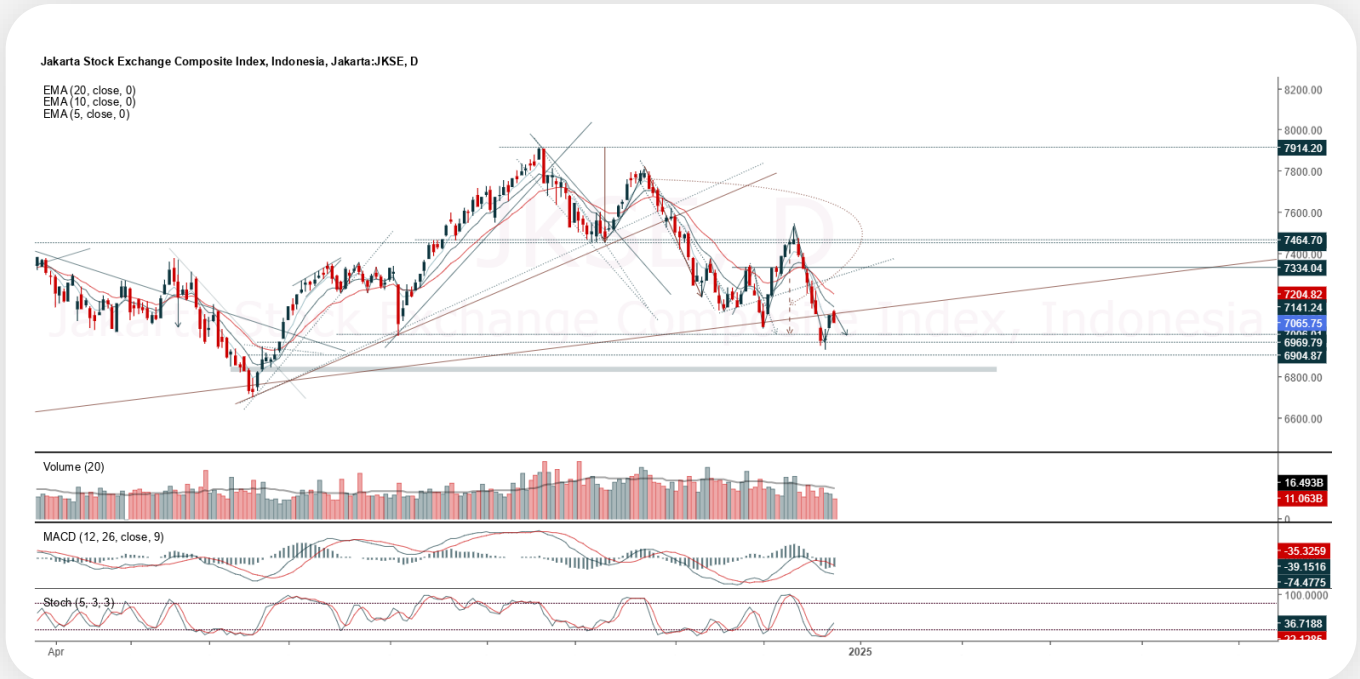 Jakarta Stock Exchange Composite Index, Indonesia, Jakarta:JKSE, D
EMA (20, close, 0)
EMA (10, close, 0)
EMA (5, close, 0)
JKSE, D
Jakarta Stock Exchange Composite Index, Indonesia
8200.00
8000.00
7914.20
7800.00
7600.00
7464.70
7400.00
7334.04
7204.82
7141.24
7065.75
6969.79
6904.87
6800.00
6600.00
Volume (20)
16.493B
11.063B
0
MACD (12, 26, close, 9)
-35.3259
-39.1516
-74.4775
Stoch (5, 3, 3)
100.0000
36.7188
Apr
2025